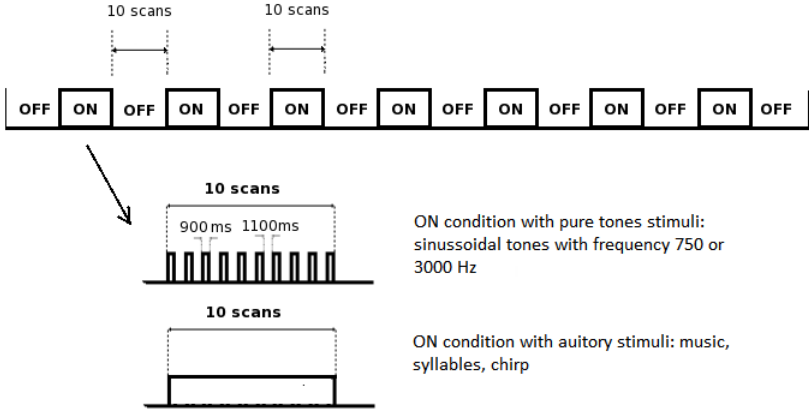 10 scans 10 scans
OFF ON OFF ON OFF ON OFF ON OFF ON OFF ON OFF ON OFF
10 scans
900 ms 1100ms
ON condition with pure tones stimuli:
sinussoidal tones with frequency 750 or
3000 Hz
10 scans
ON condition with auitory stimuli: music,
syllables, chirp